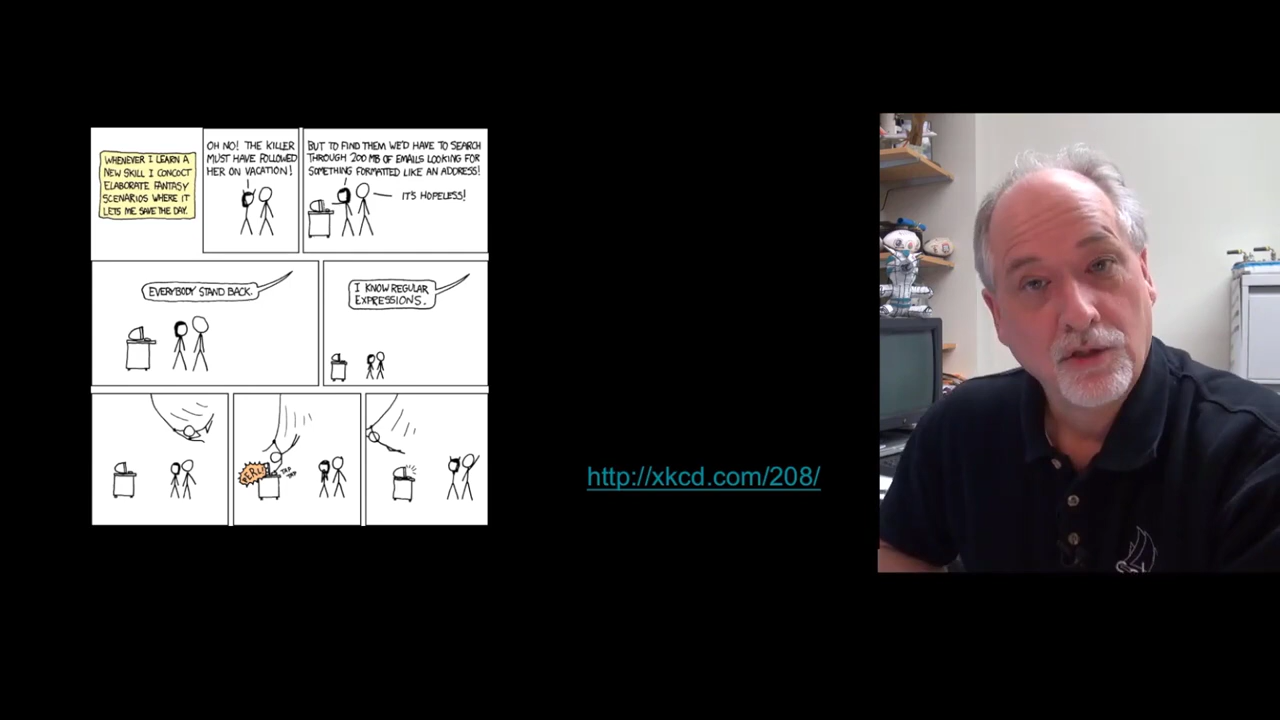 WHENEVER I LEARN A
NEW SKILL I CONCOCT
ELABORATE FANTASY
SCENARIOS WHERE IT
LETS ME SAVE THE DAY.
OH NO! THE KILLER
MUST HAVE FOLLOWED
HER ON VACATION!
BUT TO FIND THEM WE'D HAVE TO SEARCH
THROUGH 200 MB OF EMAILS LOOKING FOR
SOMETHING FORMATTED LIKE AN ADDRESS!
IT'S HOPELESS!
EVERYBODY STAND BACK.
I KNOW REGULAR
EXPRESSIONS.
PERL!
TAP
TAP
http://xkcd.com/208/